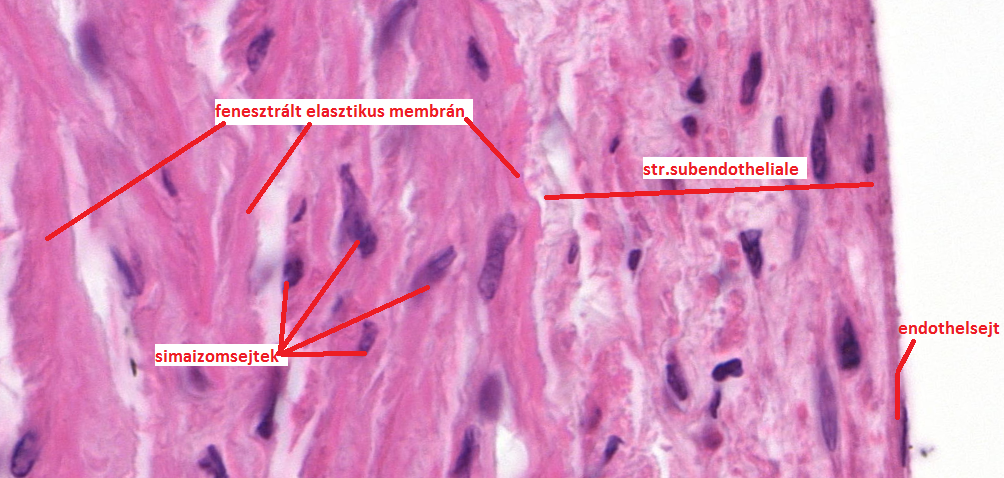 fenesztrált elasztikus membrán
str.subendotheliale
endothelsejt
simaizomsejtek